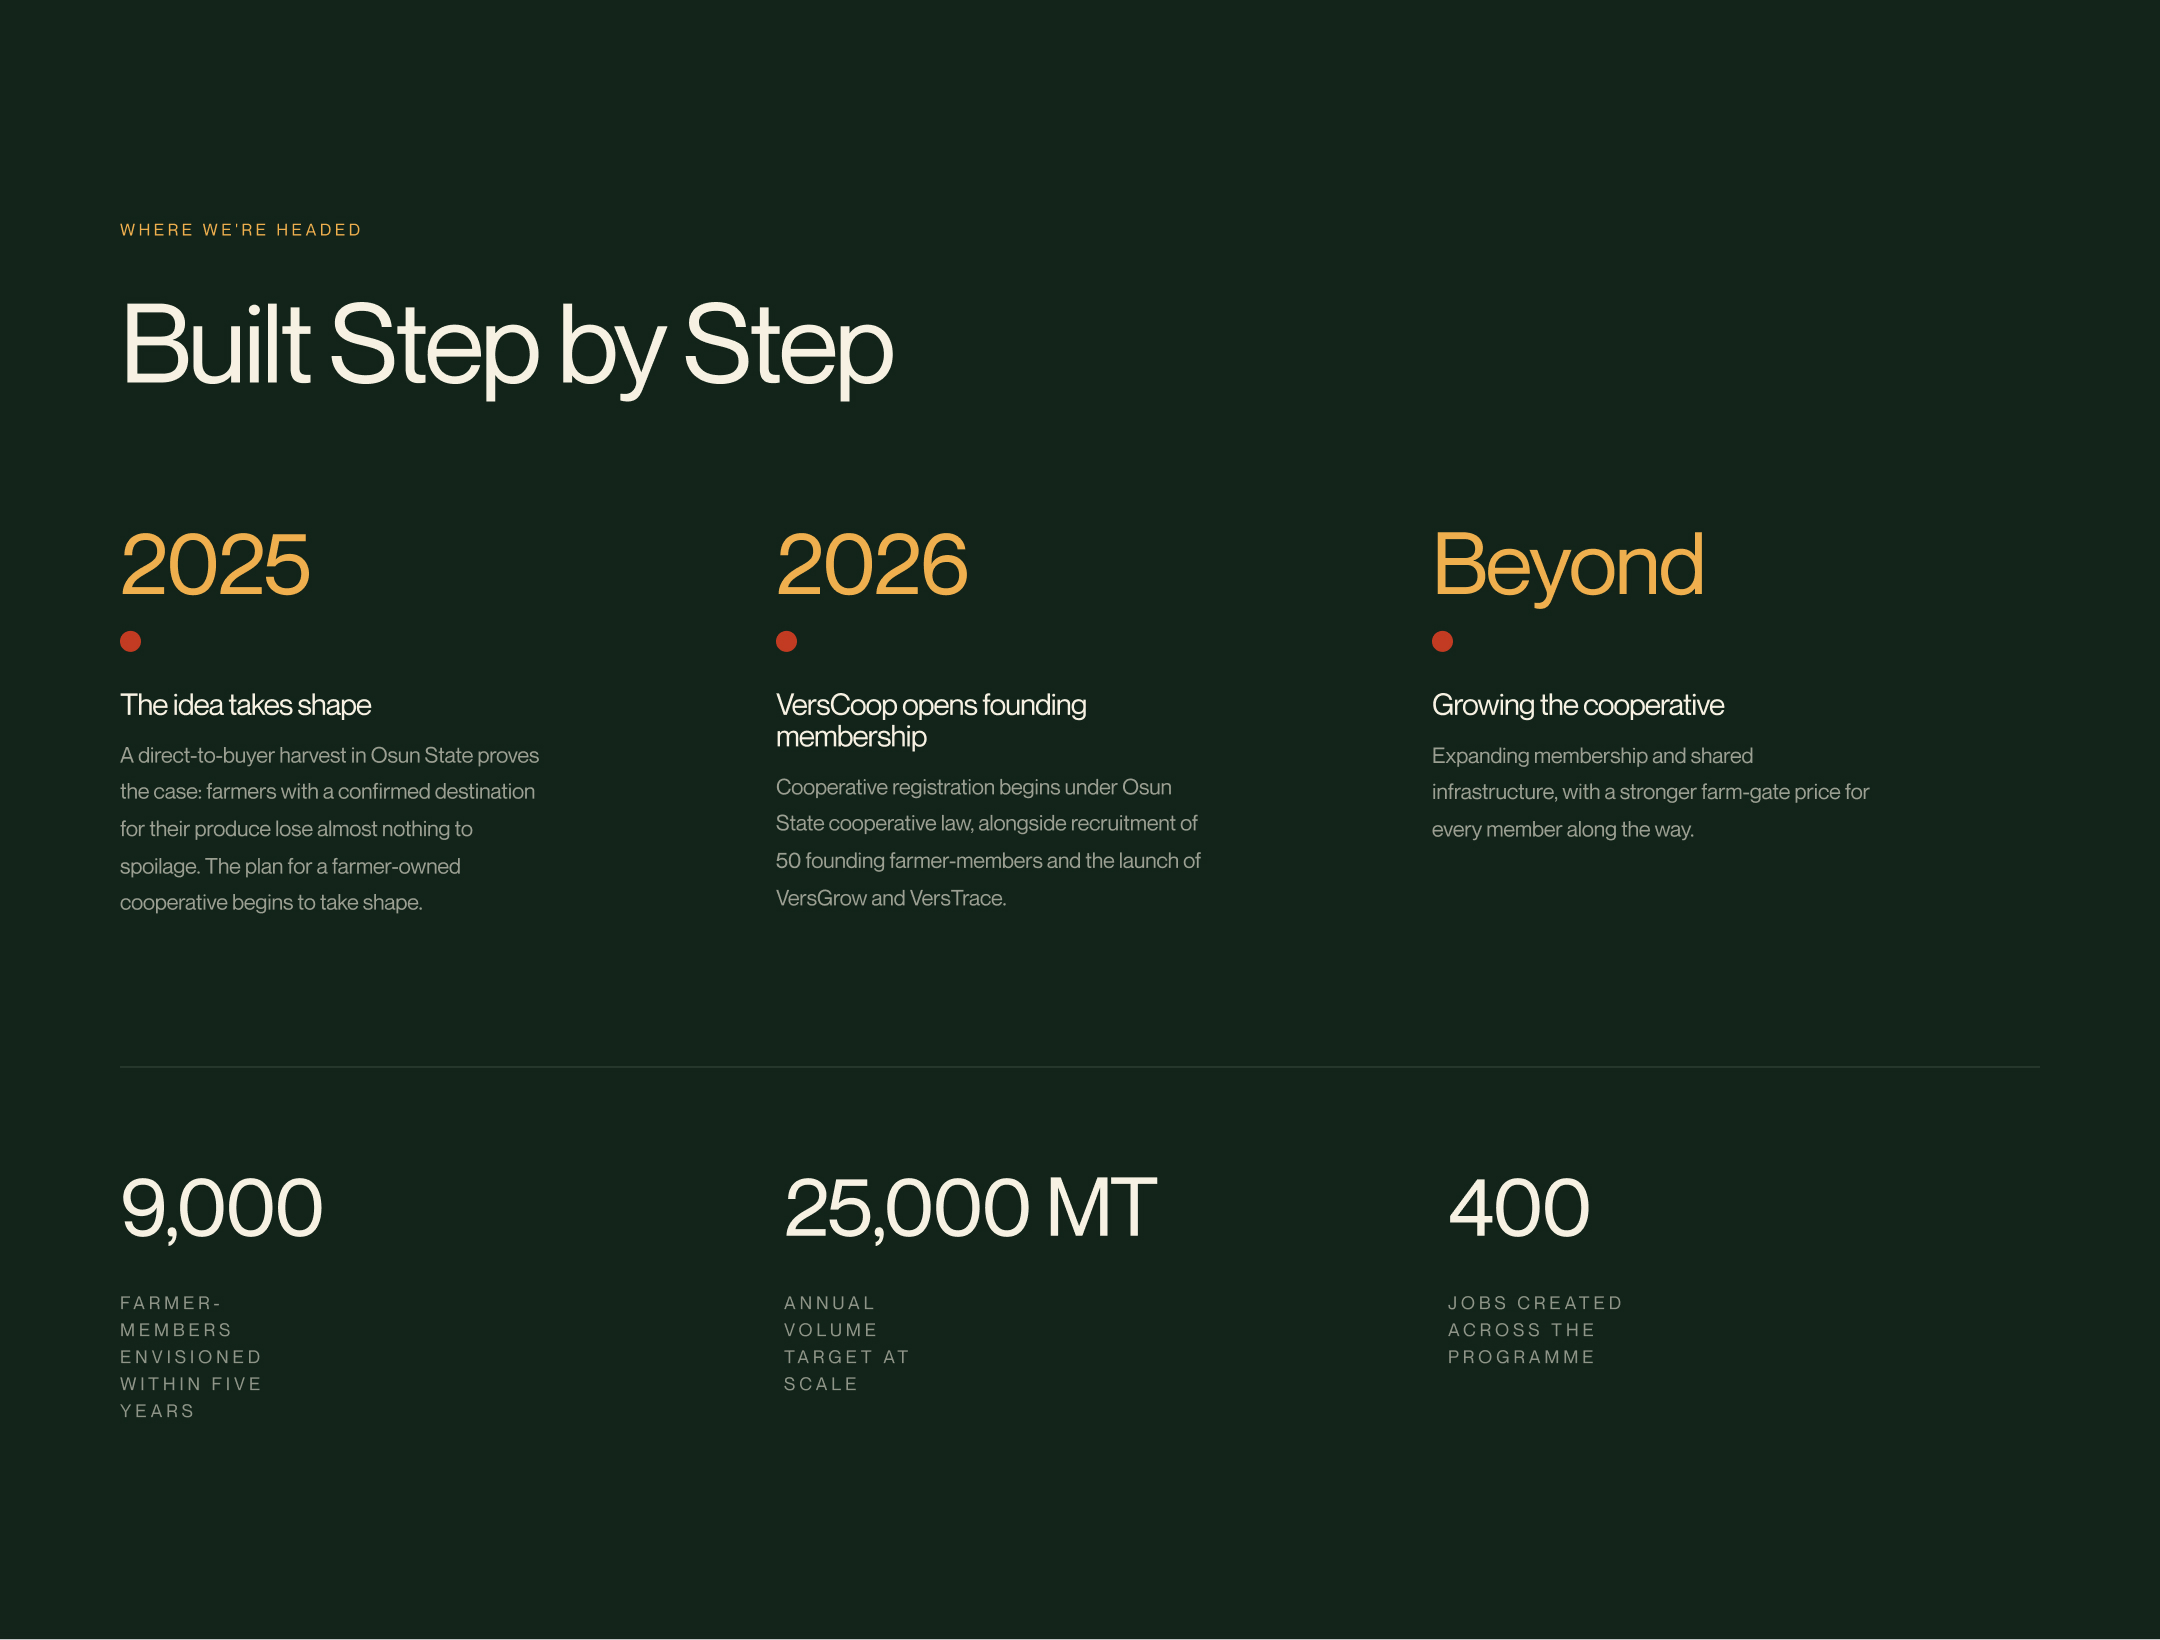 WHERE WE'RE HEADED
Built Step by Step
2025
The idea takes shape
A direct-to-buyer harvest in Osun State proves
the case: farmers with a confirmed destination
for their produce lose almost nothing to
spoilage. The plan for a farmer-owned
cooperative begins to take shape.
2026
VersCoop opens founding
membership
Cooperative registration begins under Osun
State cooperative law, alongside recruitment of
50 founding farmer-members and the launch of
VersGrow and VersTrace.
Beyond
Growing the cooperative
Expanding membership and shared
infrastructure, with a stronger farm-gate price for
every member along the way.
9,000
FARMER-
MEMBERS
ENVISIONED
WITHIN FIVE
YEARS
25,000 MT
ANNUAL
VOLUME
TARGET AT
SCALE
400
JOBS CREATED
ACROSS THE
PROGRAMME